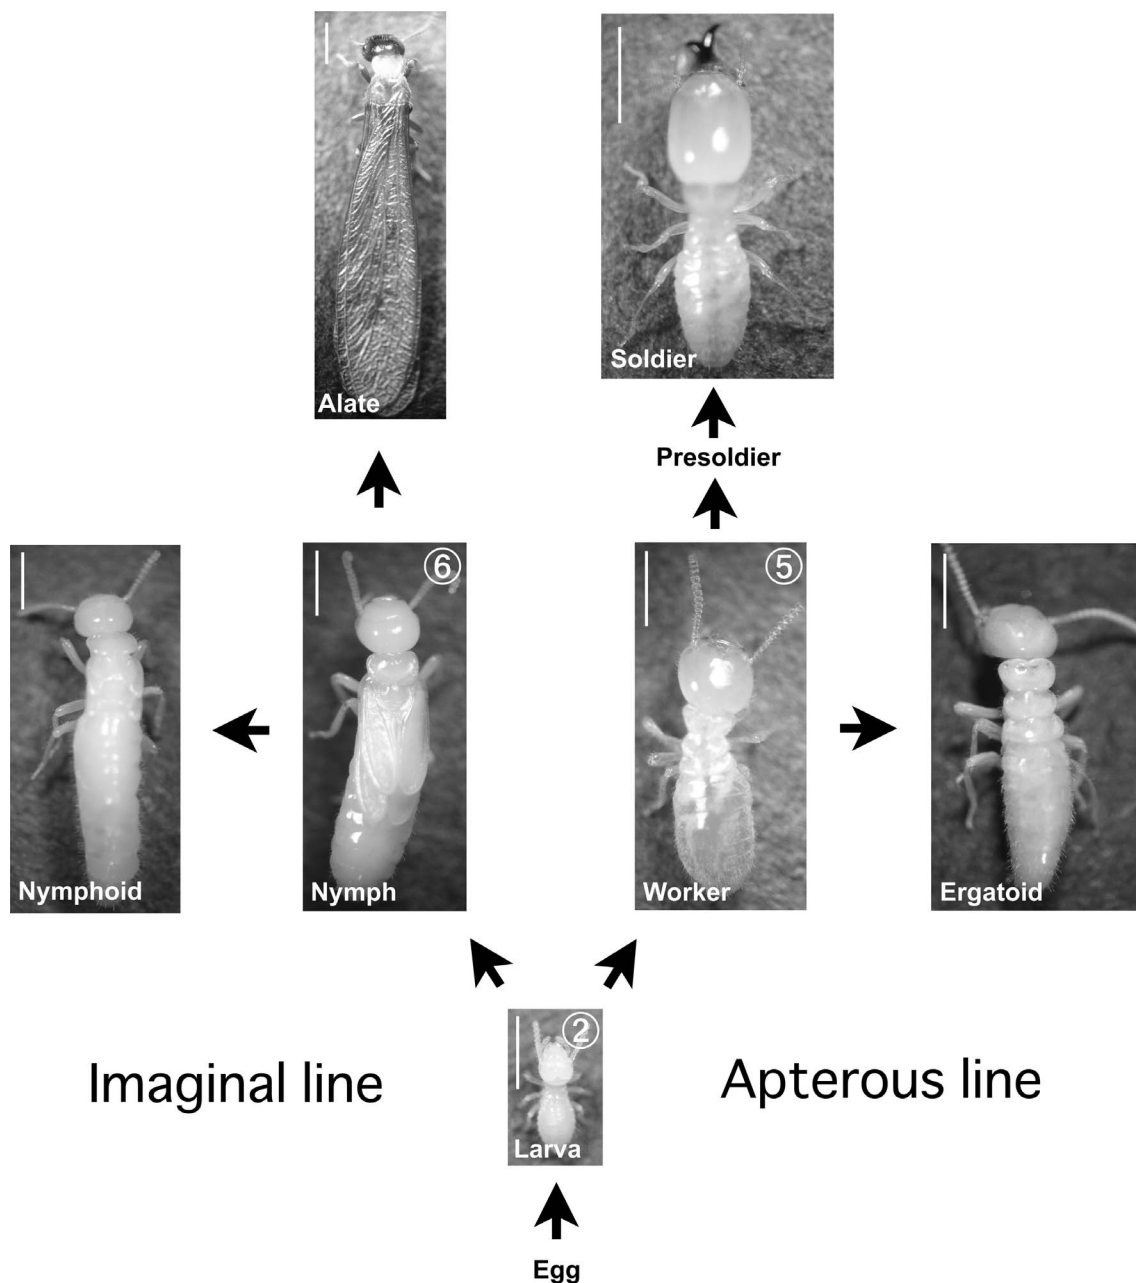 Alate
Soldier
Presoldier
⑥
⑤
Nymphoid
Nymph
Worker
Ergatoid
②
Imaginal line
Apterous line
Larva
Egg